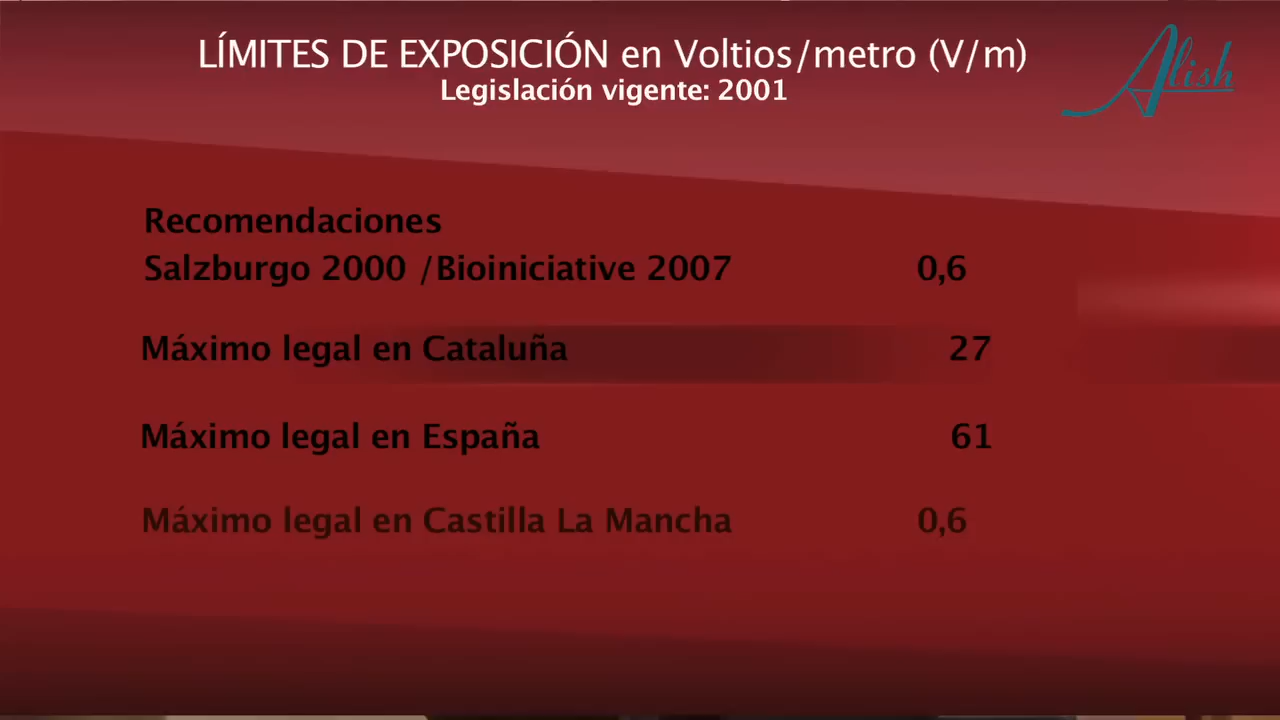 LÍMITES DE EXPOSICIÓN en Voltios/metro (V/m)
Legislación vigente: 2001
Alish
Recomendaciones
Salzburgo 2000 /Bioiniciative 2007 0,6
Máximo legal en Cataluña 27
Máximo legal en España 61
Máximo legal en Castilla La Mancha 0,6